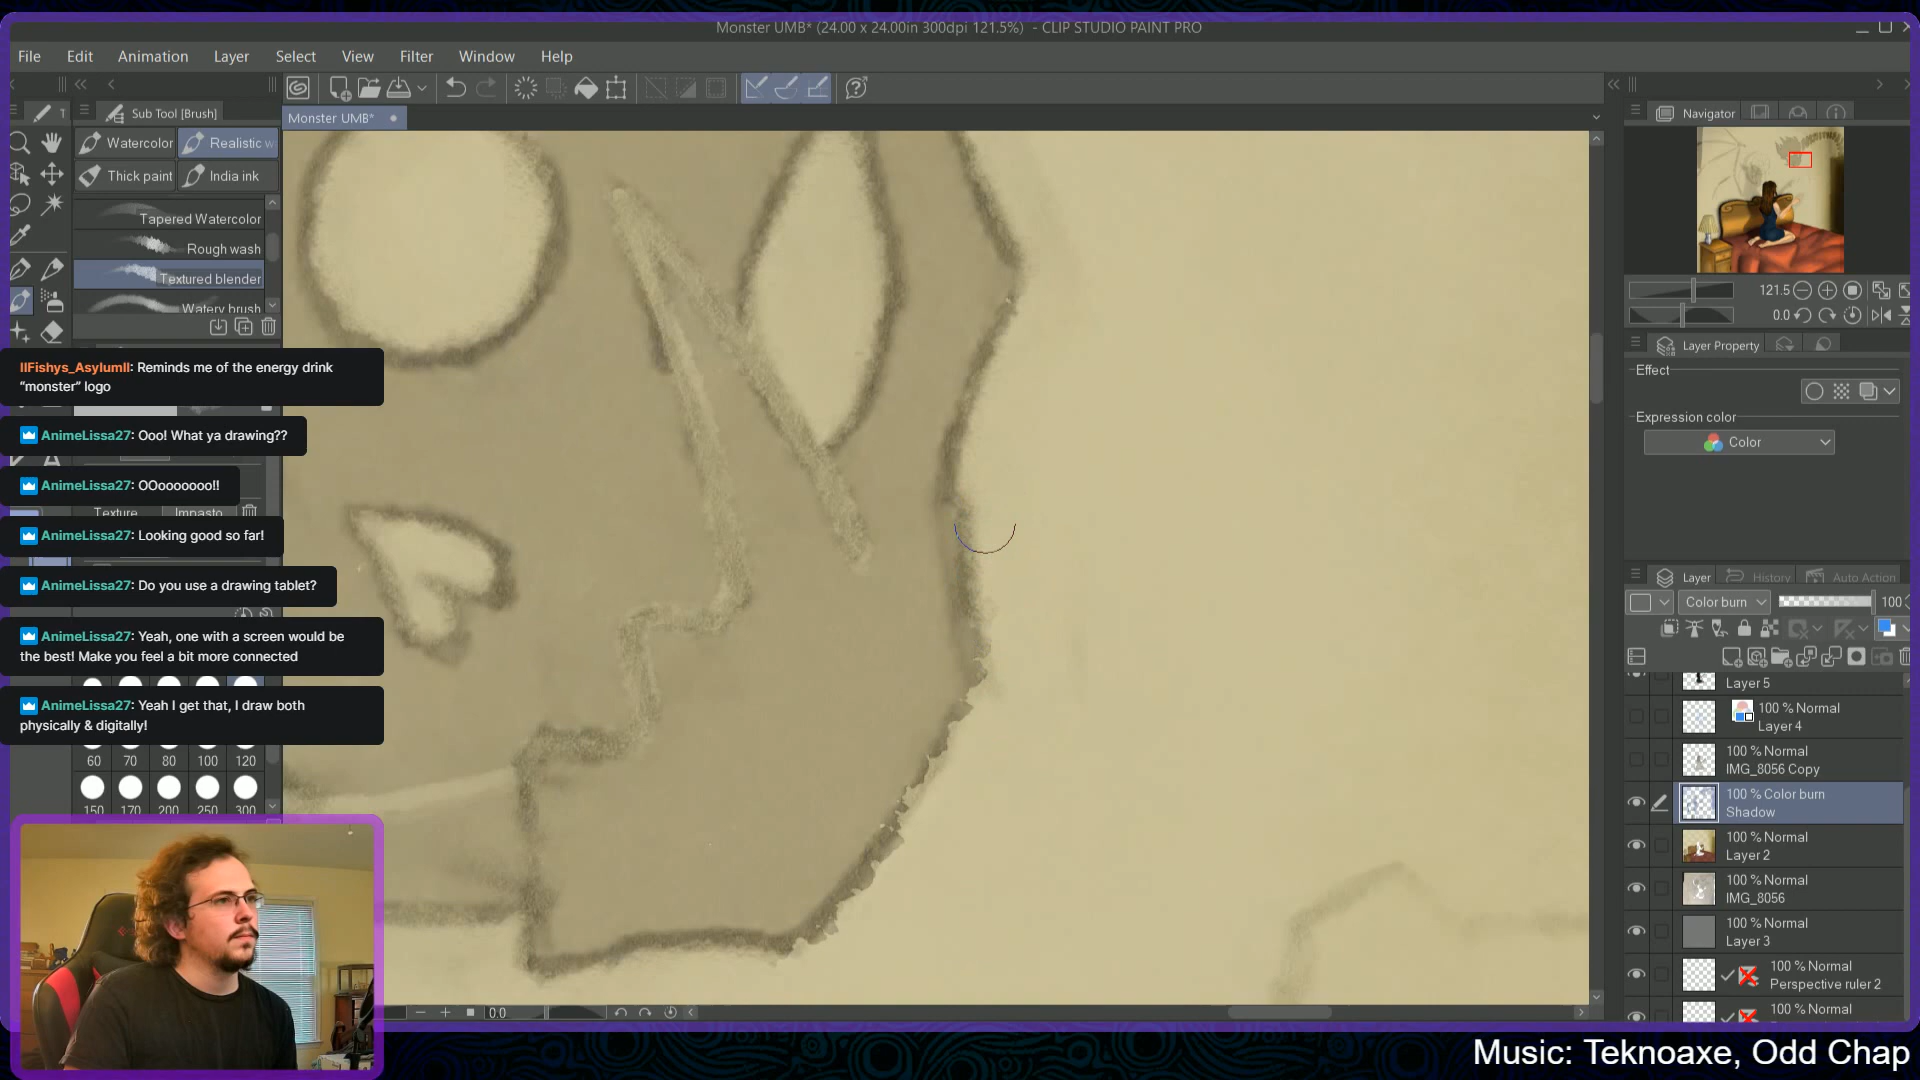 Monster UMB* (24.00 x 24.00in 300dpi 121.5%) - CLIP STUDIO PAINT PRO
File Edit Animation Layer Select View Filter Window Help
Sub Tool [Brush]
Monster UMB*
Navigator
Watercolor
Realistic w
Thick paint
India ink
Tapered Watercolor
Rough wash
Textured blender
Watery brush
121.5
0.0
Layer Property
Effect
Expression color
Color
IIFishys_AsylumII: Reminds me of the energy drink
“monster” logo
AnimeLissa27: Ooo! What ya drawing??
AnimeLissa27: OOooooooo!!
Texture
Impasto
AnimeLissa27: Looking good so far!
AnimeLissa27: Do you use a drawing tablet?
AnimeLissa27: Yeah, one with a screen would be
the best! Make you feel a bit more connected
AnimeLissa27: Yeah I get that, I draw both
physically & digitally!
60 70 80 100 120
150 170 200 250 300
Layer History Auto Action
Color burn 100
Layer 5
100 % Normal
Layer 4
100 % Normal
IMG_8056 Copy
100 % Color burn
Shadow
100 % Normal
Layer 2
100 % Normal
IMG_8056
100 % Normal
Layer 3
100 % Normal
Perspective ruler 2
100 % Normal
0.0
Music: Teknoaxe, Odd Chap